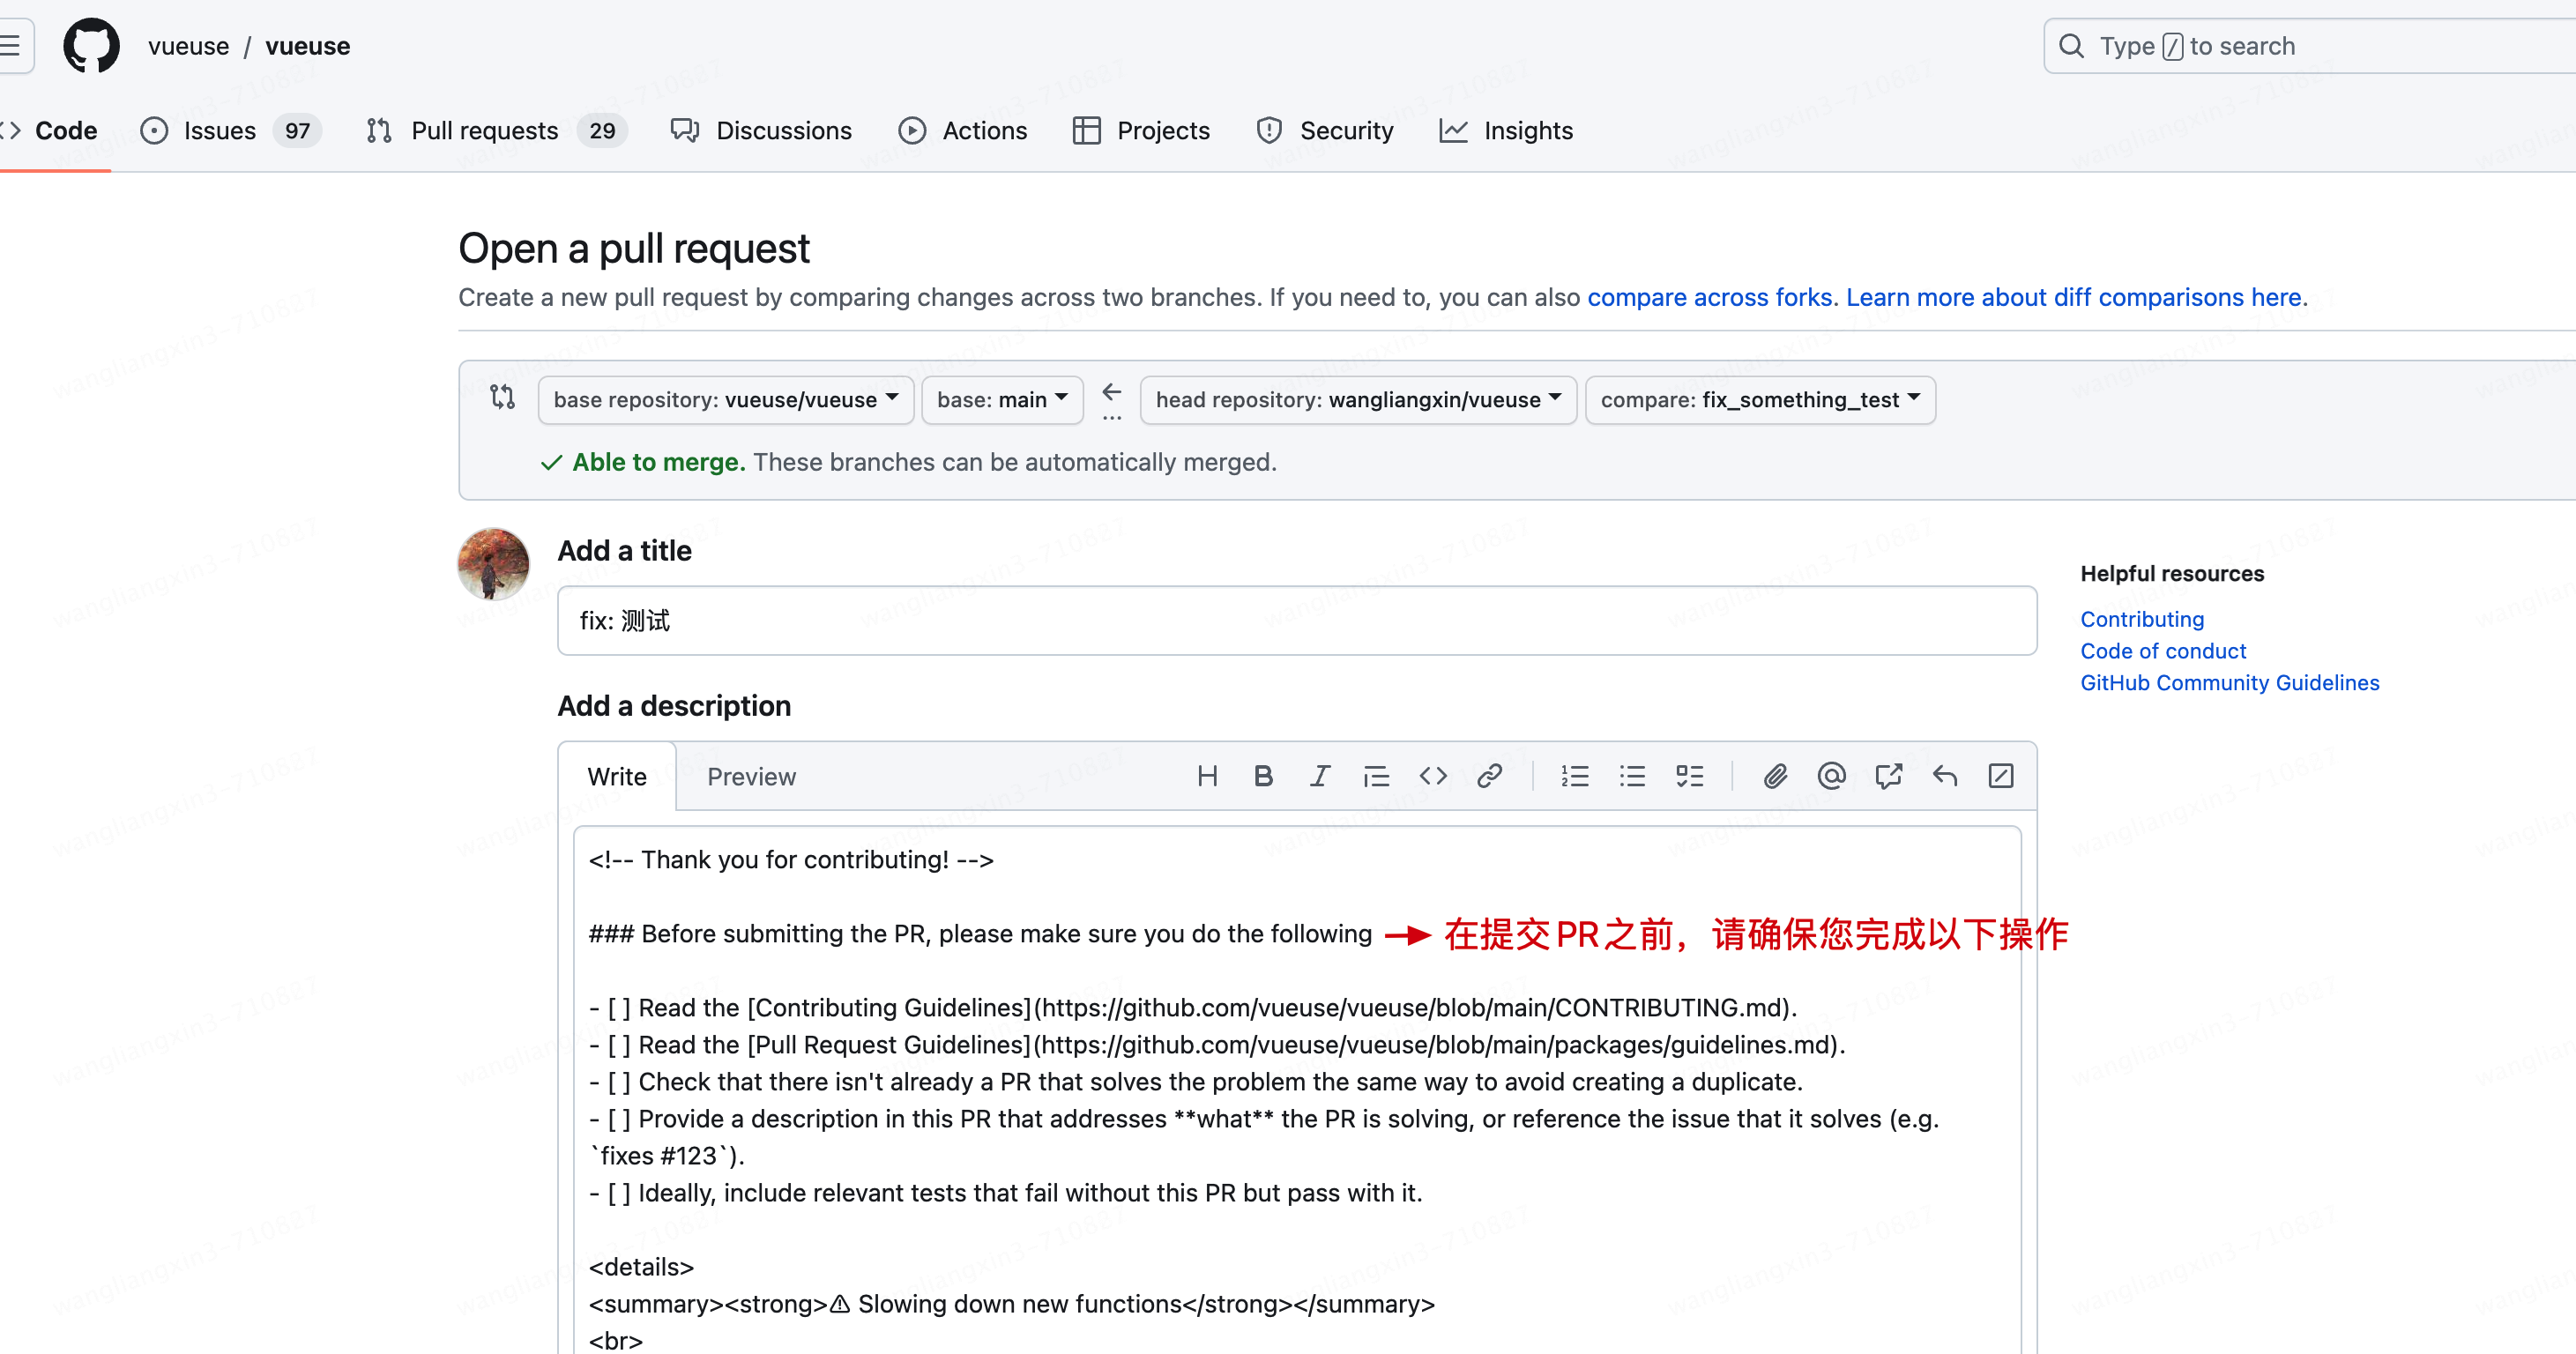 vueuse / vueuse
Type / to search
Code
Issues 97
Pull requests 29
Discussions
Actions
Projects
Security
Insights
Open a pull request
Create a new pull request by comparing changes across two branches. If you need to, you can also compare across forks. Learn more about diff comparisons here.
base repository: vueuse/vueuse
base: main
head repository: wangliangxin/vueuse
compare: fix_something_test
Able to merge. These branches can be automatically merged.
Add a title
fix: 测试
Helpful resources
Contributing
Code of conduct
GitHub Community Guidelines
Add a description
Write
Preview
<!-- Thank you for contributing! -->
### Before submitting the PR, please make sure you do the following
在提交PR之前，请确保您完成以下操作
- [ ] Read the [Contributing Guidelines](https://github.com/vueuse/vueuse/blob/main/CONTRIBUTING.md).
- [ ] Read the [Pull Request Guidelines](https://github.com/vueuse/vueuse/blob/main/packages/guidelines.md).
- [ ] Check that there isn't already a PR that solves the problem the same way to avoid creating a duplicate.
- [ ] Provide a description in this PR that addresses **what** the PR is solving, or reference the issue that it solves (e.g.
`fixes #123`).
- [ ] Ideally, include relevant tests that fail without this PR but pass with it.
<details>
<summary><strong>⚠ Slowing down new functions</strong></summary>
<br>
wangliangxin3-710687